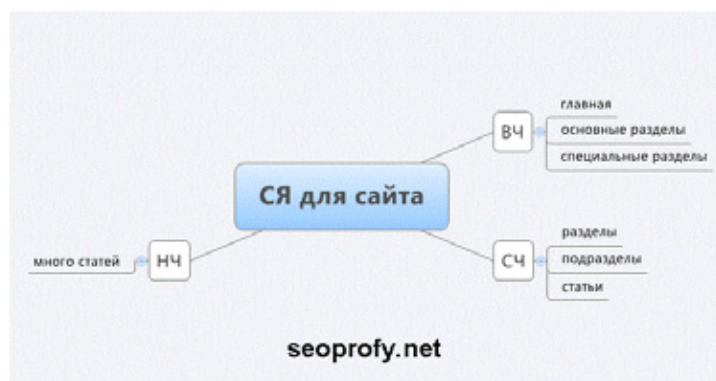 СЯ для сайта
ВЧ
главная
основные разделы
специальные разделы
СЧ
разделы
подразделы
статьи
НЧ
много статей
seoprofy.net